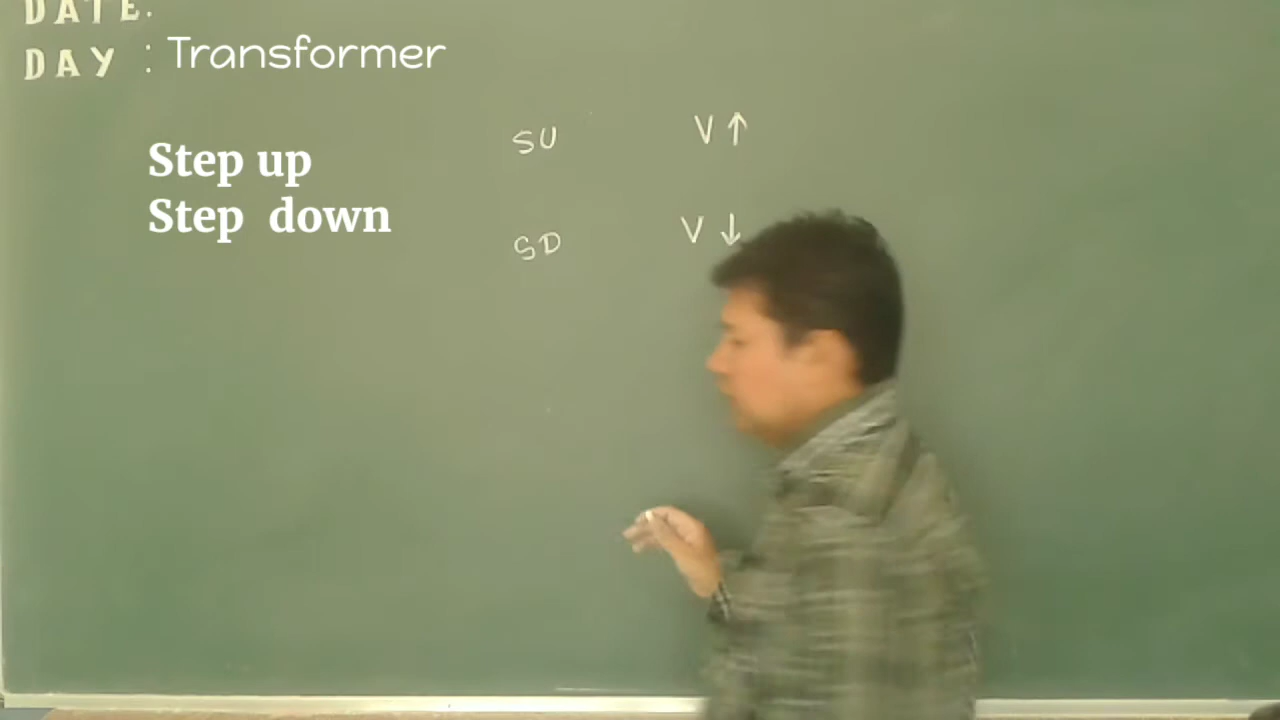 DATE:
DAY : Transformer
Step up
Step down
SU V↑
SD V↓